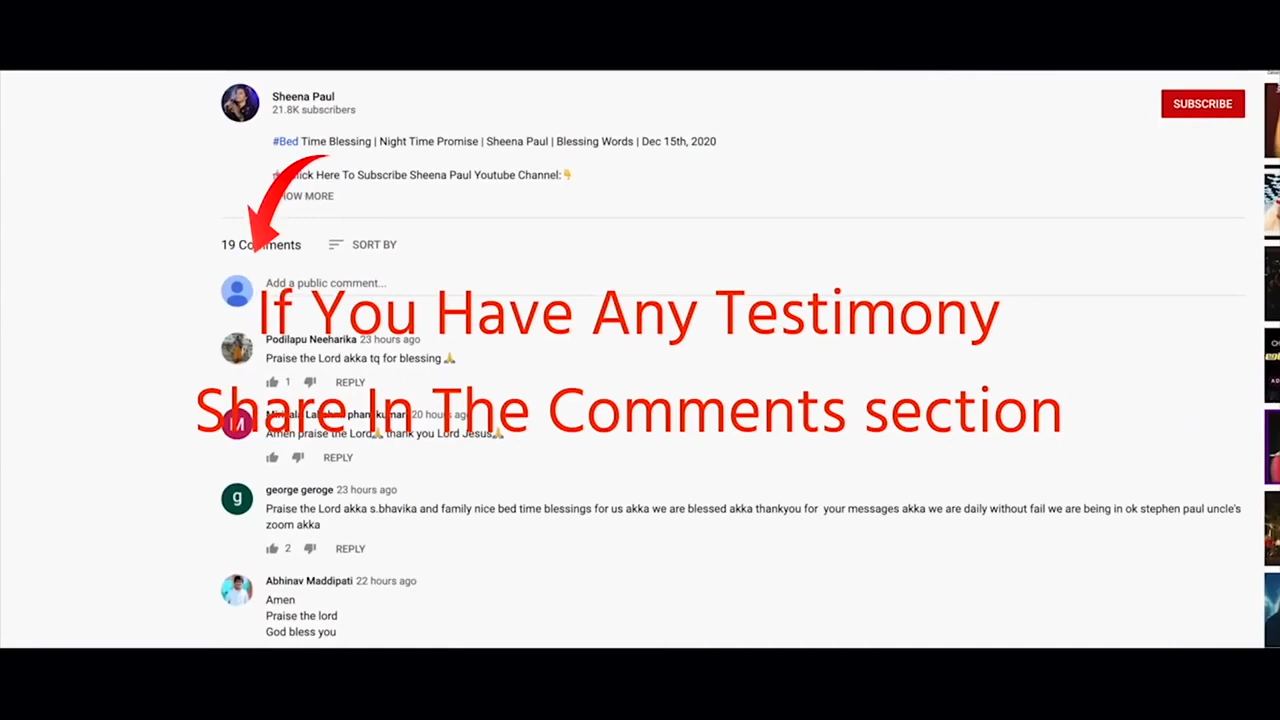 Sheena Paul
21.8K subscribers
SUBSCRIBE
#Bed Time Blessing | Night Time Promise | Sheena Paul | Blessing Words | Dec 15th, 2020
Click Here To Subscribe Sheena Paul Youtube Channel:👇
SHOW MORE
19 Comments SORT BY
Add a public comment...
If You Have Any Testimony
Podilapu Neeharika 23 hours ago
Praise the Lord akka tq for blessing🙏
1 REPLY
Share In The Comments section
20 hours ago
M
Amen praise the Lord🙏 thank you Lord Jesus🙏
REPLY
g
george geroge 23 hours ago
Praise the Lord akka s.bhavika and family nice bed time blessings for us akka we are blessed akka thankyou for your messages akka we are daily without fail we are being in ok stephen paul uncle's
zoom akka
2 REPLY
Abhinav Maddipati 22 hours ago
Amen
Praise the lord
God bless you